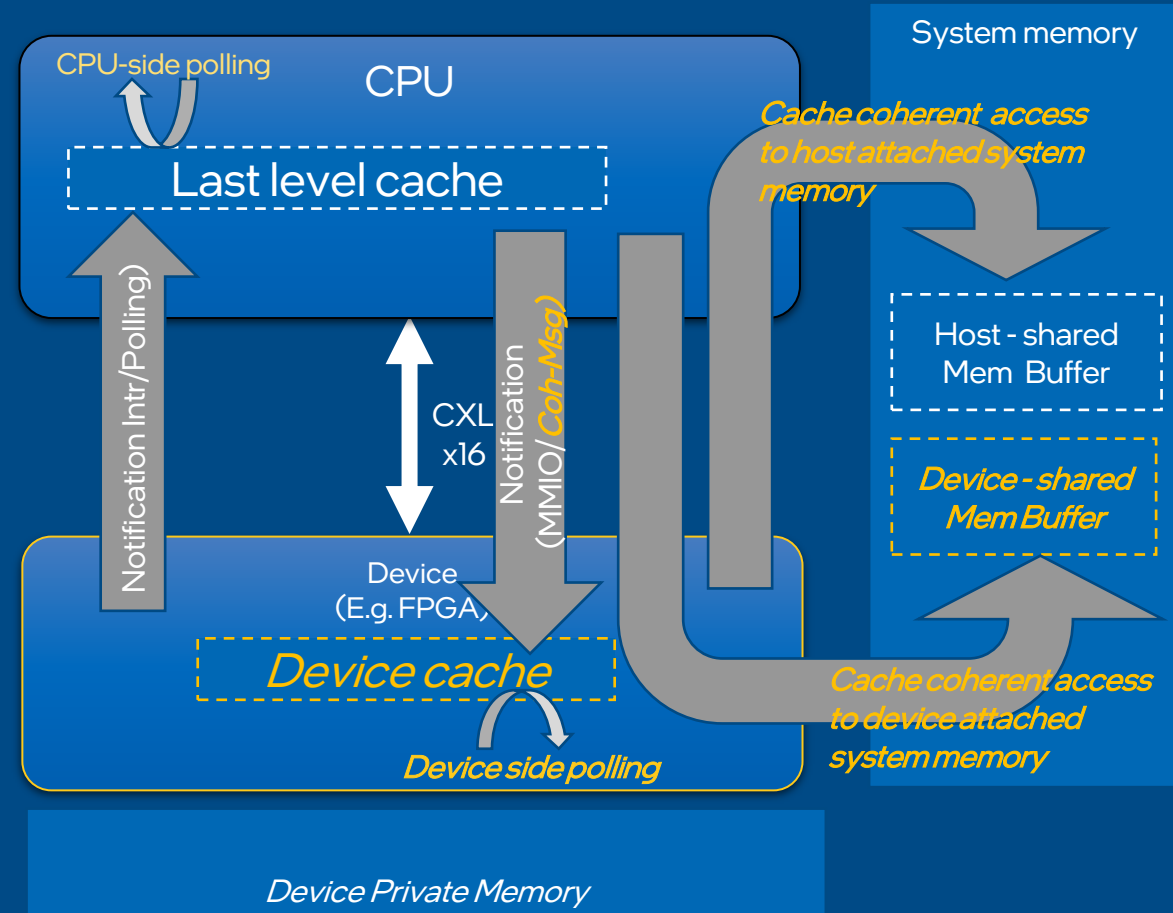 System memory
CPU-side polling
CPU
Last level cache
Cache coherent access
to host attached system
memory
Notification Intr/Polling)
CXL
x16
Notification
(MMIO/Coh-Msg)
Host - shared
Mem Buffer
Device - shared
Mem Buffer
Device
(E.g. FPGA)
Device cache
Device side polling
Cache coherent access
to device attached
system memory
Device Private Memory